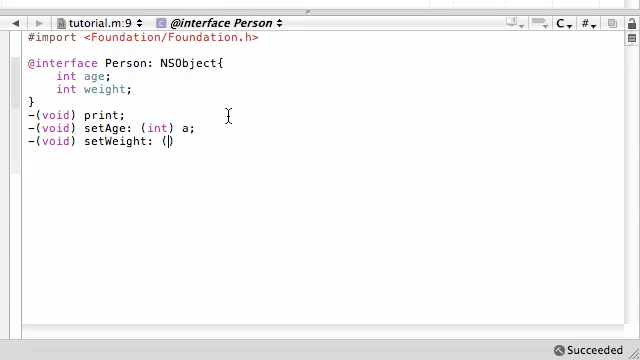 tutorial.m:9 @interface Person C #
#import <Foundation/Foundation.h>
@interface Person: NSObject{
int age;
int weight;
}
-(void) print;
-(void) setAge: (int) a;
-(void) setWeight: ()
Succeeded